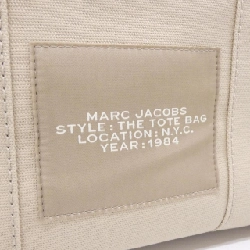 MARC JACOBS
STYLE: THE TOTE BAG
LOCATION: N.Y.C.
YEAR: 1984